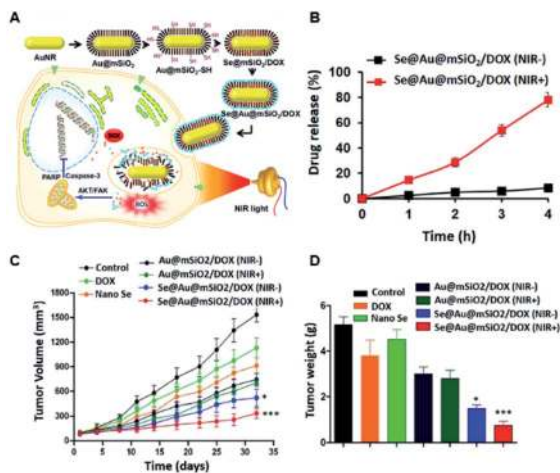 A
AuNR
Au@mSiO₂
Au@mSiO₂-SH
Se@mSiO₂/DOX
Se@Au@mSiO₂/DOX
PARP
Caspase-3
AKT/FAK
ROS
NIR light
B
Se@Au@mSiO₂/DOX (NIR-)
Se@Au@mSiO₂/DOX (NIR+)
Drug release (%)
100
80
60
40
20
0
0 1 2 3 4
Time (h)
C
Control
DOX
Nano Se
Au@mSiO2/DOX (NIR-)
Au@mSiO2/DOX (NIR+)
Se@Au@mSiO2/DOX (NIR-)
Se@Au@mSiO2/DOX (NIR+)
Tumor Volume (mm³)
1800
1500
1200
900
600
300
0
*
***
0 5 10 15 20 25 30 35
Time (days)
D
Control
DOX
Nano Se
Au@mSiO2/DOX (NIR-)
Au@mSiO2/DOX (NIR+)
Se@Au@mSiO2/DOX (NIR-)
Se@Au@mSiO2/DOX (NIR+)
Tumor weight (g)
6
4
2
0
*
***